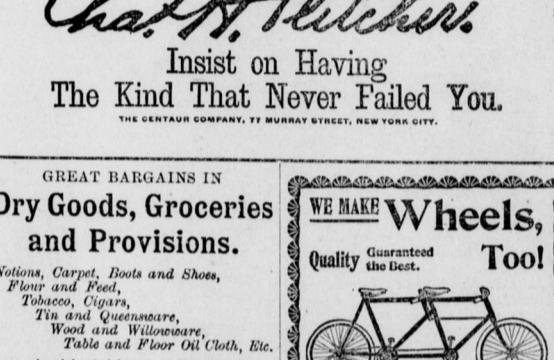 Chas. H. Fletcher.
Insist on Having
The Kind That Never Failed You.
THE CENTAUR COMPANY, 77 MURRAY STREET, NEW YORK CITY.
GREAT BARGAINS IN
Dry Goods, Groceries
and Provisions.
Notions, Carpet, Boots and Shoes,
Flour and Feed,
Tobacco, Cigars,
Tin and Queensware,
Wood and Willowware,
Table and Floor Oil Cloth, Etc.
WE MAKE Wheels,
Quality Guaranteed the Best. Too!